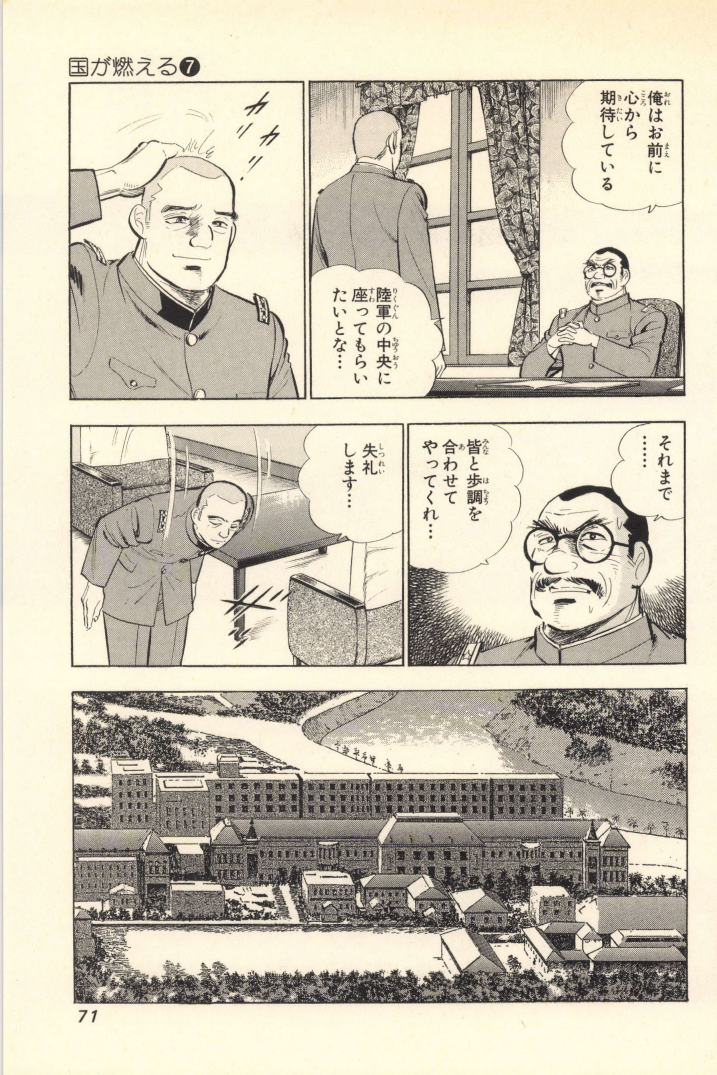 国が燃える❼
俺はお前に
心から
期待している
陸軍の中央に
座ってもらい
たいとな…
カリ
カリ
それまで
……
皆と歩調を
合わせて
やってくれ…
失礼
します…
71